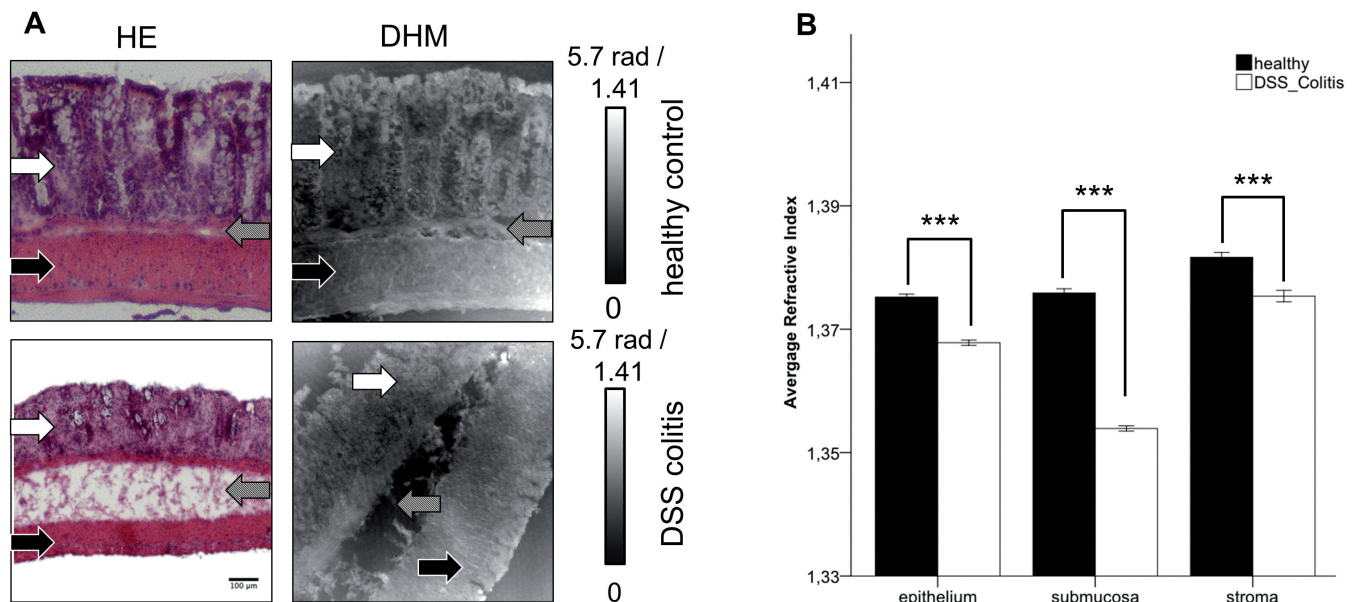 A
HE
DHM
5.7 rad /
1.41
0
healthy control
5.7 rad /
1.41
0
DSS colitis
100 µm
B
healthy
DSS_Colitis
Avergage Refractive Index
1,41
1,39
1,37
1,35
1,33
***
***
***
epithelium
submucosa
stroma